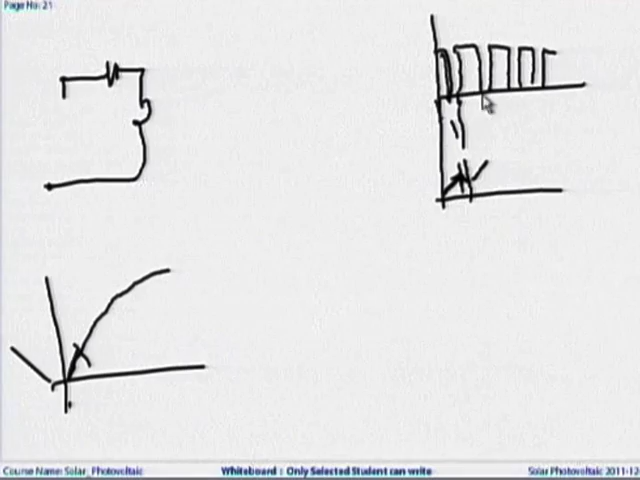 Page No: 21
Course Name: Solar_Photovoltaic
Whiteboard : Only Selected Student can write
Solar Photovoltaic 2011-12